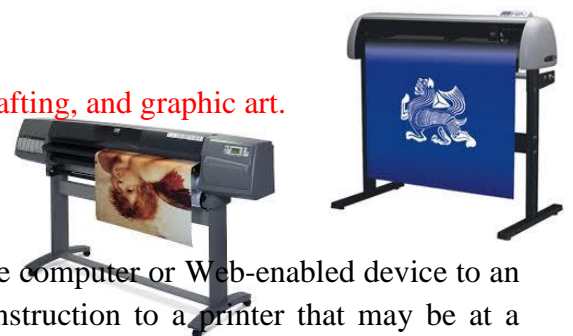 afting, and graphic art.
e computer or Web-enabled device to an
nstruction to a printer that may be at a